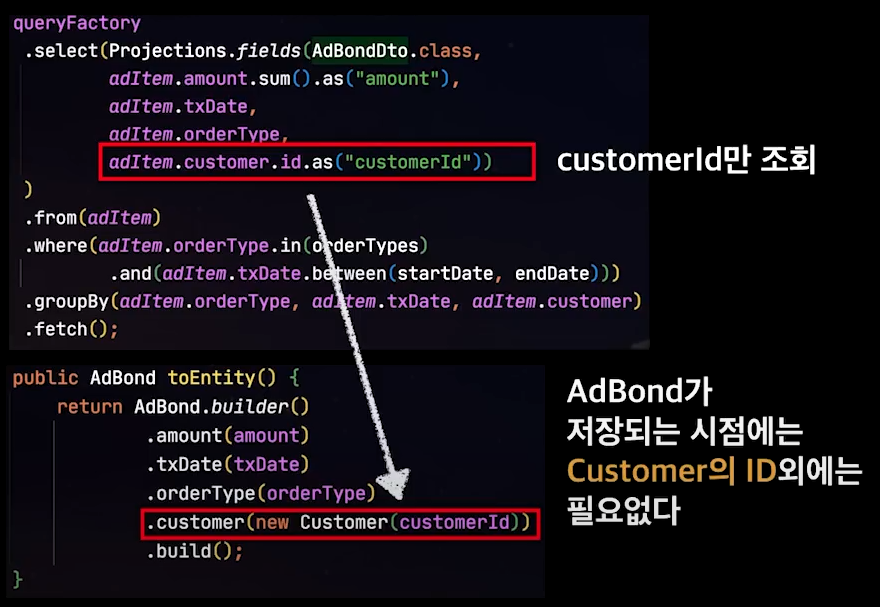 queryFactory
.select(Projections.fields(AdBondDto.class,
adItem.amount.sum().as("amount"),
adItem.txDate,
adItem.orderType,
adItem.customer.id.as("customerId"))
)
.from(adItem)
.where(adItem.orderType.in(orderTypes)
.and(adItem.txDate.between(startDate, endDate)))
.groupBy(adItem.orderType, adItem.txDate, adItem.customer)
.fetch();
customerId만 조회
public AdBond toEntity() {
return AdBond.builder()
.amount(amount)
.txDate(txDate)
.orderType(orderType)
.customer(new Customer(customerId))
.build();
}
AdBond가
저장되는 시점에는
Customer의 ID외에는
필요없다